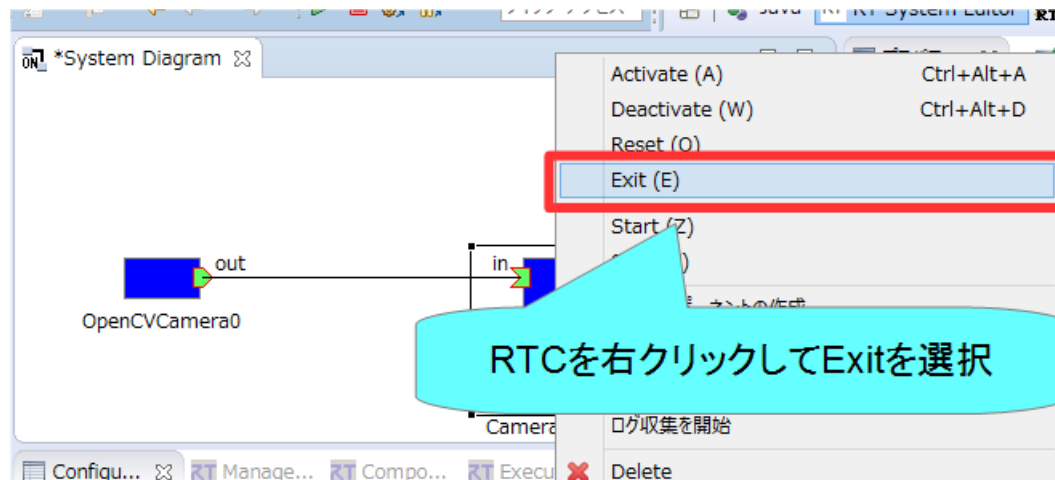 Java
RT System Editor
*System Diagram
Activate (A) Ctrl+Alt+A
Deactivate (W) Ctrl+Alt+D
Reset (O)
Exit (E)
Start (Z)
out
in
OpenCVCamera0
RTCを右クリックしてExitを選択
Camera
ログ収集を開始
Configu... Manage... Compo... Execu
Delete